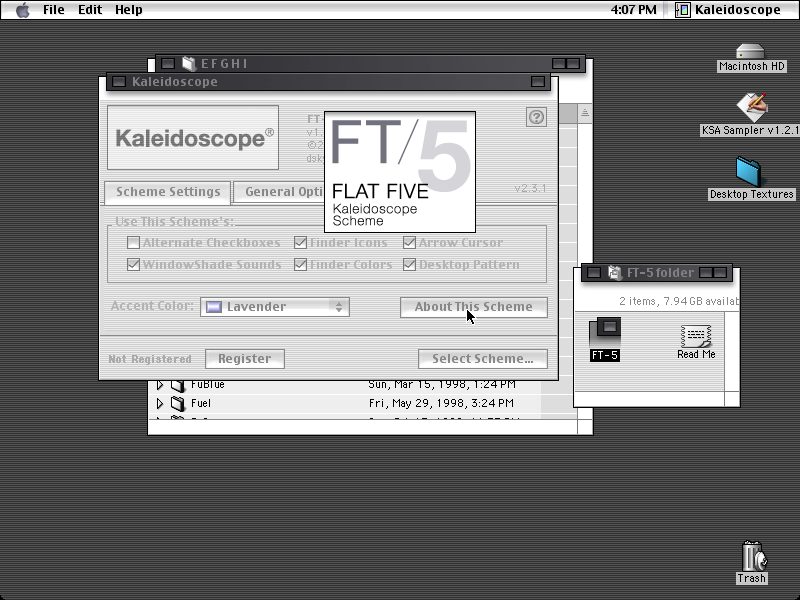 File Edit Help
4:07 PM
Kaleidoscope
E F G H I
Kaleidoscope
Kaleidoscope®
FT-
v1.
©2
dsk
FT/5
FLAT FIVE
Kaleidoscope
Scheme
Scheme Settings
General Opti
v2.3.1
Use This Scheme's:
Alternate Checkboxes
Finder Icons
Arrow Cursor
WindowShade Sounds
Finder Colors
Desktop Pattern
Accent Color:
Lavender
About This Scheme
Not Registered
Register
Select Scheme...
FuBlue
Sun, Mar 15, 1998, 1:24 PM
Fuel
Fri, May 29, 1998, 3:24 PM
Macintosh HD
KSA Sampler v1.2.1
Desktop Textures
FT-5 folder
2 items, 7.94 GB availab
FT-5
Read Me
Trash